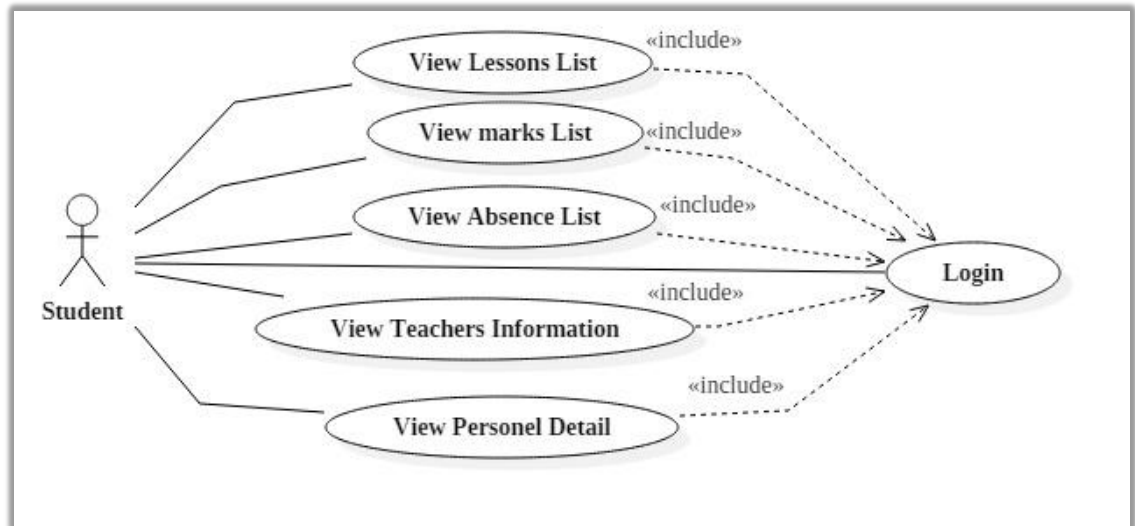 «include»
View Lessons List
View marks List
«include»
View Absence List
«include»
Login
Student
«include»
View Teachers Information
«include»
View Personel Detail